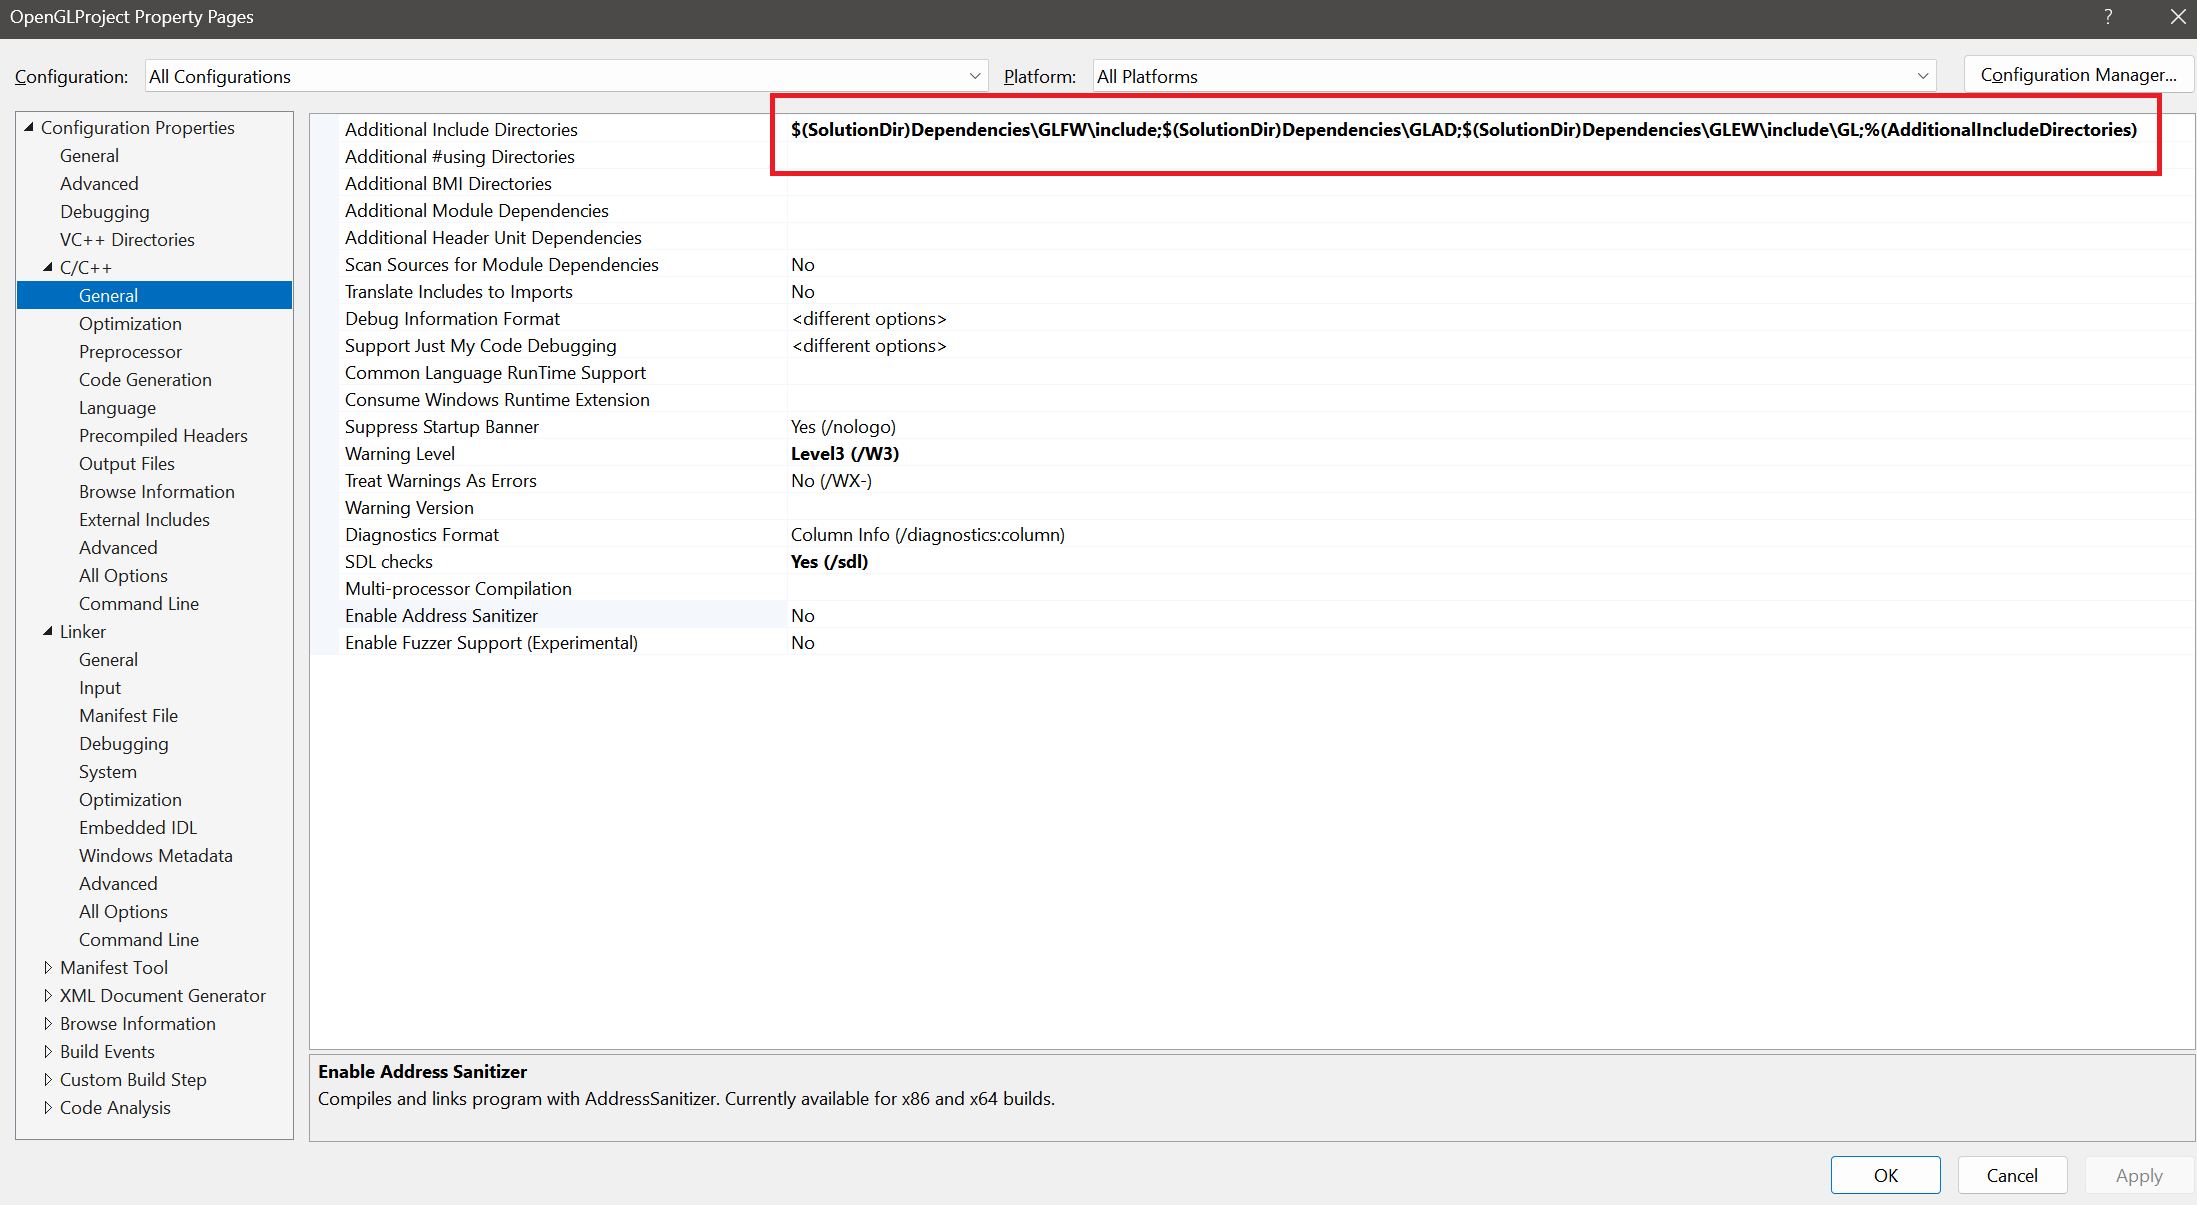 OpenGLProject Property Pages
?
Configuration: All Configurations Platform: All Platforms Configuration Manager...
Configuration Properties
General
Advanced
Debugging
VC++ Directories
C/C++
General
Optimization
Preprocessor
Code Generation
Language
Precompiled Headers
Output Files
Browse Information
External Includes
Advanced
All Options
Command Line
Linker
General
Input
Manifest File
Debugging
System
Optimization
Embedded IDL
Windows Metadata
Advanced
All Options
Command Line
Manifest Tool
XML Document Generator
Browse Information
Build Events
Custom Build Step
Code Analysis
Additional Include Directories $(SolutionDir)Dependencies\GLFW\include;$(SolutionDir)Dependencies\GLAD;$(SolutionDir)Dependencies\GLEW\include\GL;%(AdditionalIncludeDirectories)
Additional #using Directories
Additional BMI Directories
Additional Module Dependencies
Additional Header Unit Dependencies
Scan Sources for Module Dependencies No
Translate Includes to Imports No
Debug Information Format <different options>
Support Just My Code Debugging <different options>
Common Language RunTime Support
Consume Windows Runtime Extension
Suppress Startup Banner Yes (/nologo)
Warning Level Level3 (/W3)
Treat Warnings As Errors No (/WX-)
Warning Version
Diagnostics Format Column Info (/diagnostics:column)
SDL checks Yes (/sdl)
Multi-processor Compilation
Enable Address Sanitizer No
Enable Fuzzer Support (Experimental) No
Enable Address Sanitizer
Compiles and links program with AddressSanitizer. Currently available for x86 and x64 builds.
OK Cancel Apply